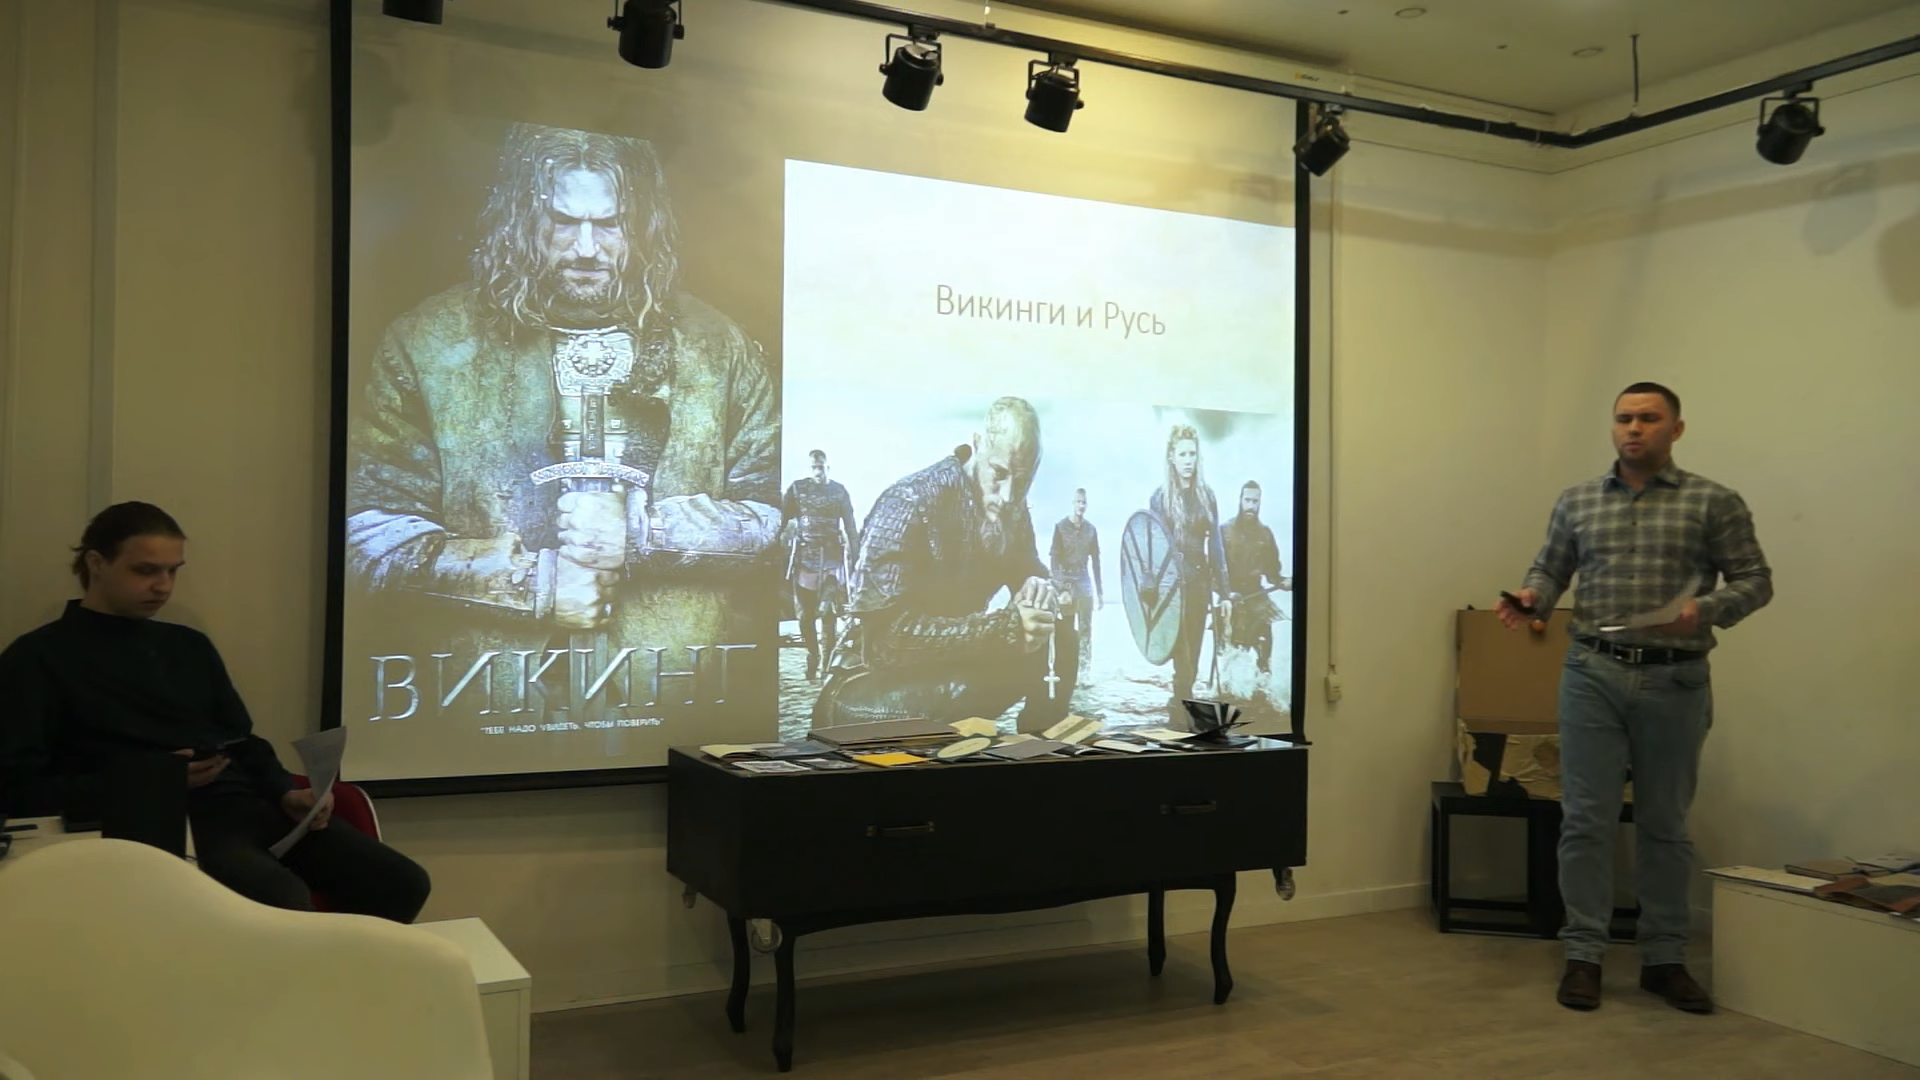 Викинги и Русь
ВИКИНГ
"ТЕБЕ НАДО УВИДЕТЬ, ЧТОБЫ ПОВЕРИТЬ"